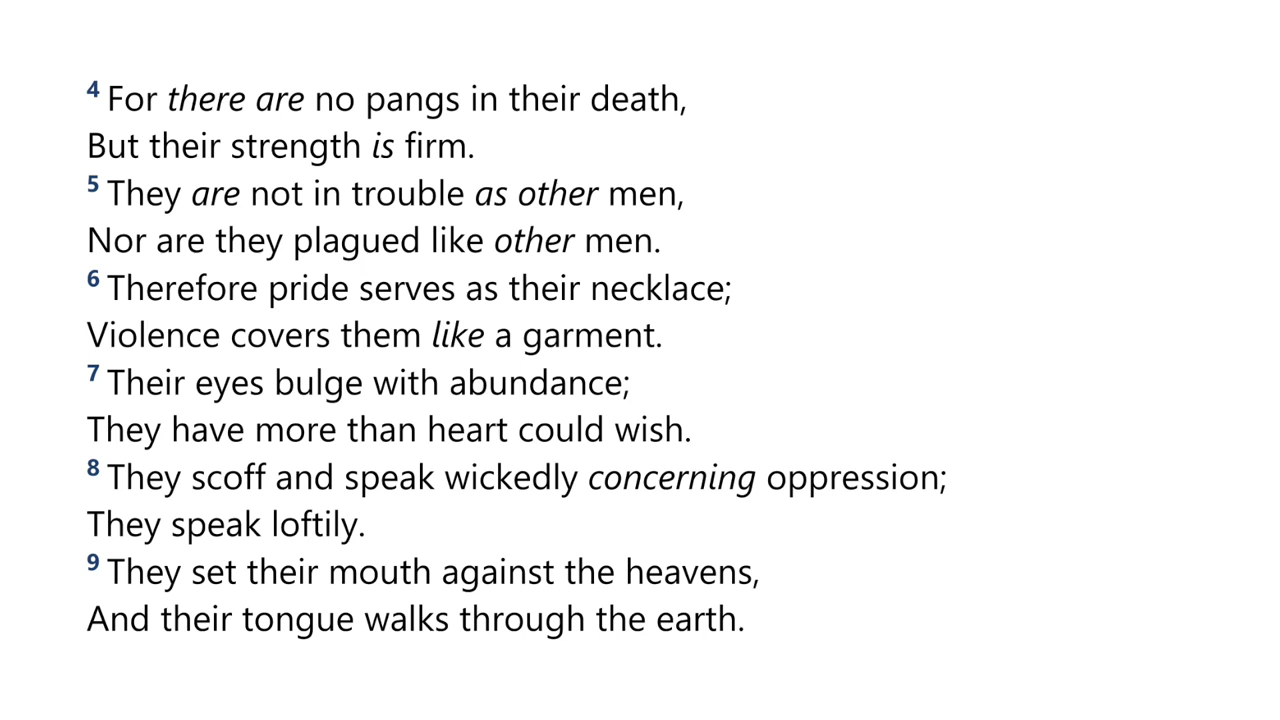 4 For there are no pangs in their death,
But their strength is firm.
5 They are not in trouble as other men,
Nor are they plagued like other men.
6 Therefore pride serves as their necklace;
Violence covers them like a garment.
7 Their eyes bulge with abundance;
They have more than heart could wish.
8 They scoff and speak wickedly concerning oppression;
They speak loftily.
9 They set their mouth against the heavens,
And their tongue walks through the earth.